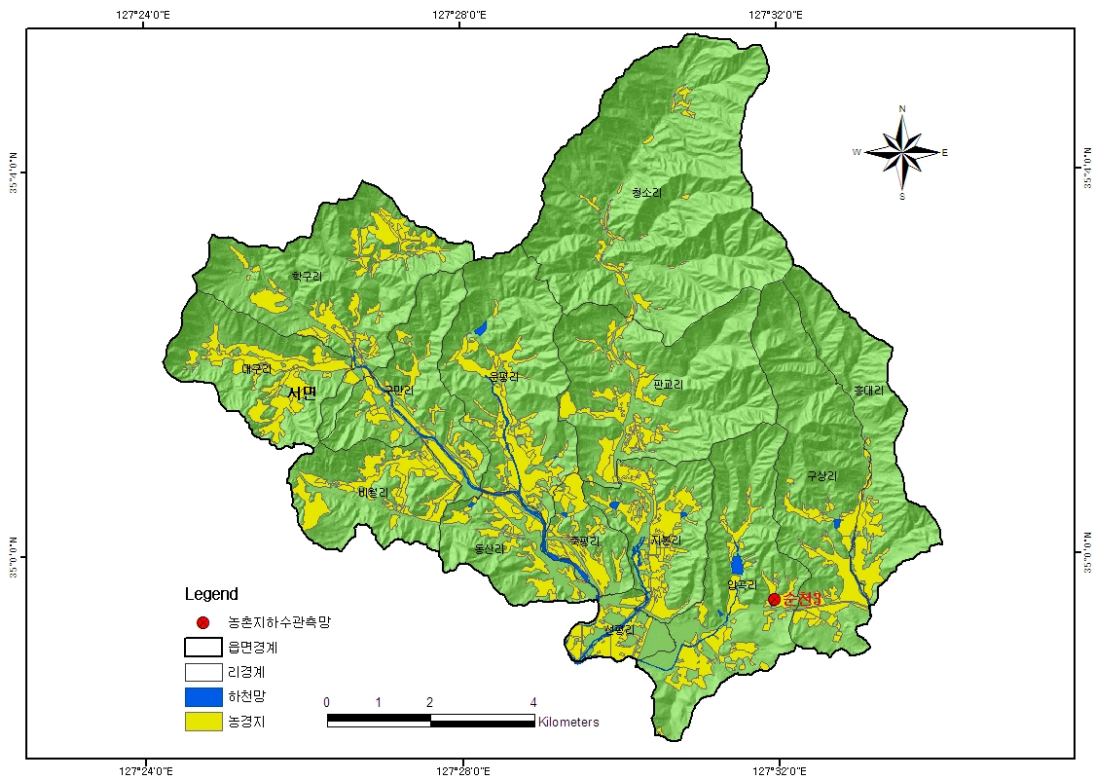 127°24'0"E
127°28'0"E
127°32'0"E
35°4'0"N
35°4'0"N
N
W
E
S
청소리
학구리
대구리
서면
구만리
운평리
판교리
흥대리
비월리
구상리
동산리
죽평리
지본리
압곡리
순천3
선평리
35°0'0"N
35°0'0"N
Legend
농촌지하수관측망
읍면경계
리경계
하천망
농경지
0 1 2 4
Kilometers
127°24'0"E
127°28'0"E
127°32'0"E